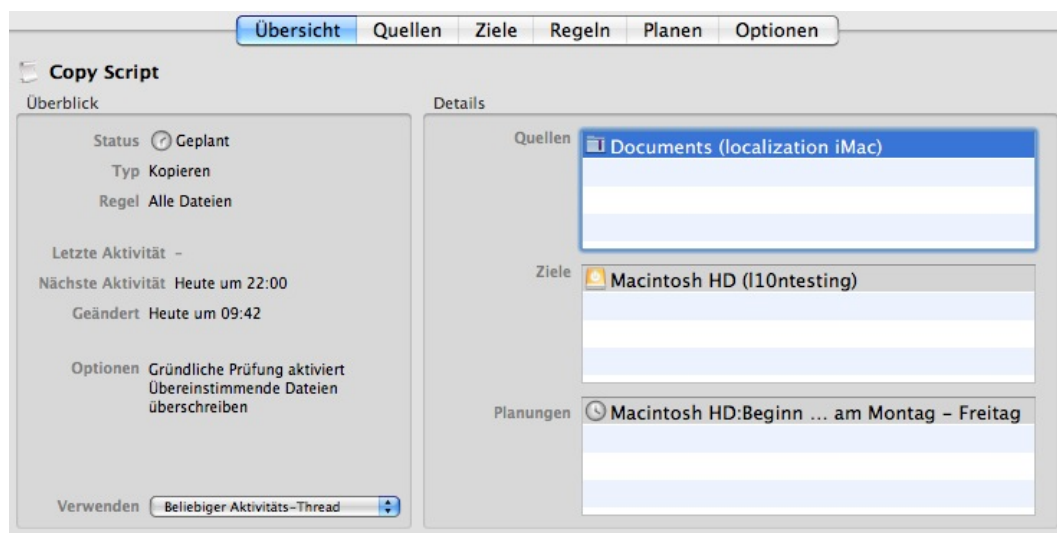 Übersicht Quellen Ziele Regeln Planen Optionen
Copy Script
Überblick
Status Geplant
Typ Kopieren
Regel Alle Dateien
Letzte Aktivität –
Nächste Aktivität Heute um 22:00
Geändert Heute um 09:42
Optionen Gründliche Prüfung aktiviert
Übereinstimmende Dateien
überschreiben
Verwenden Beliebiger Aktivitäts-Thread
Details
Quellen Documents (localization iMac)
Ziele Macintosh HD (l10ntesting)
Planungen Macintosh HD:Beginn ... am Montag – Freitag